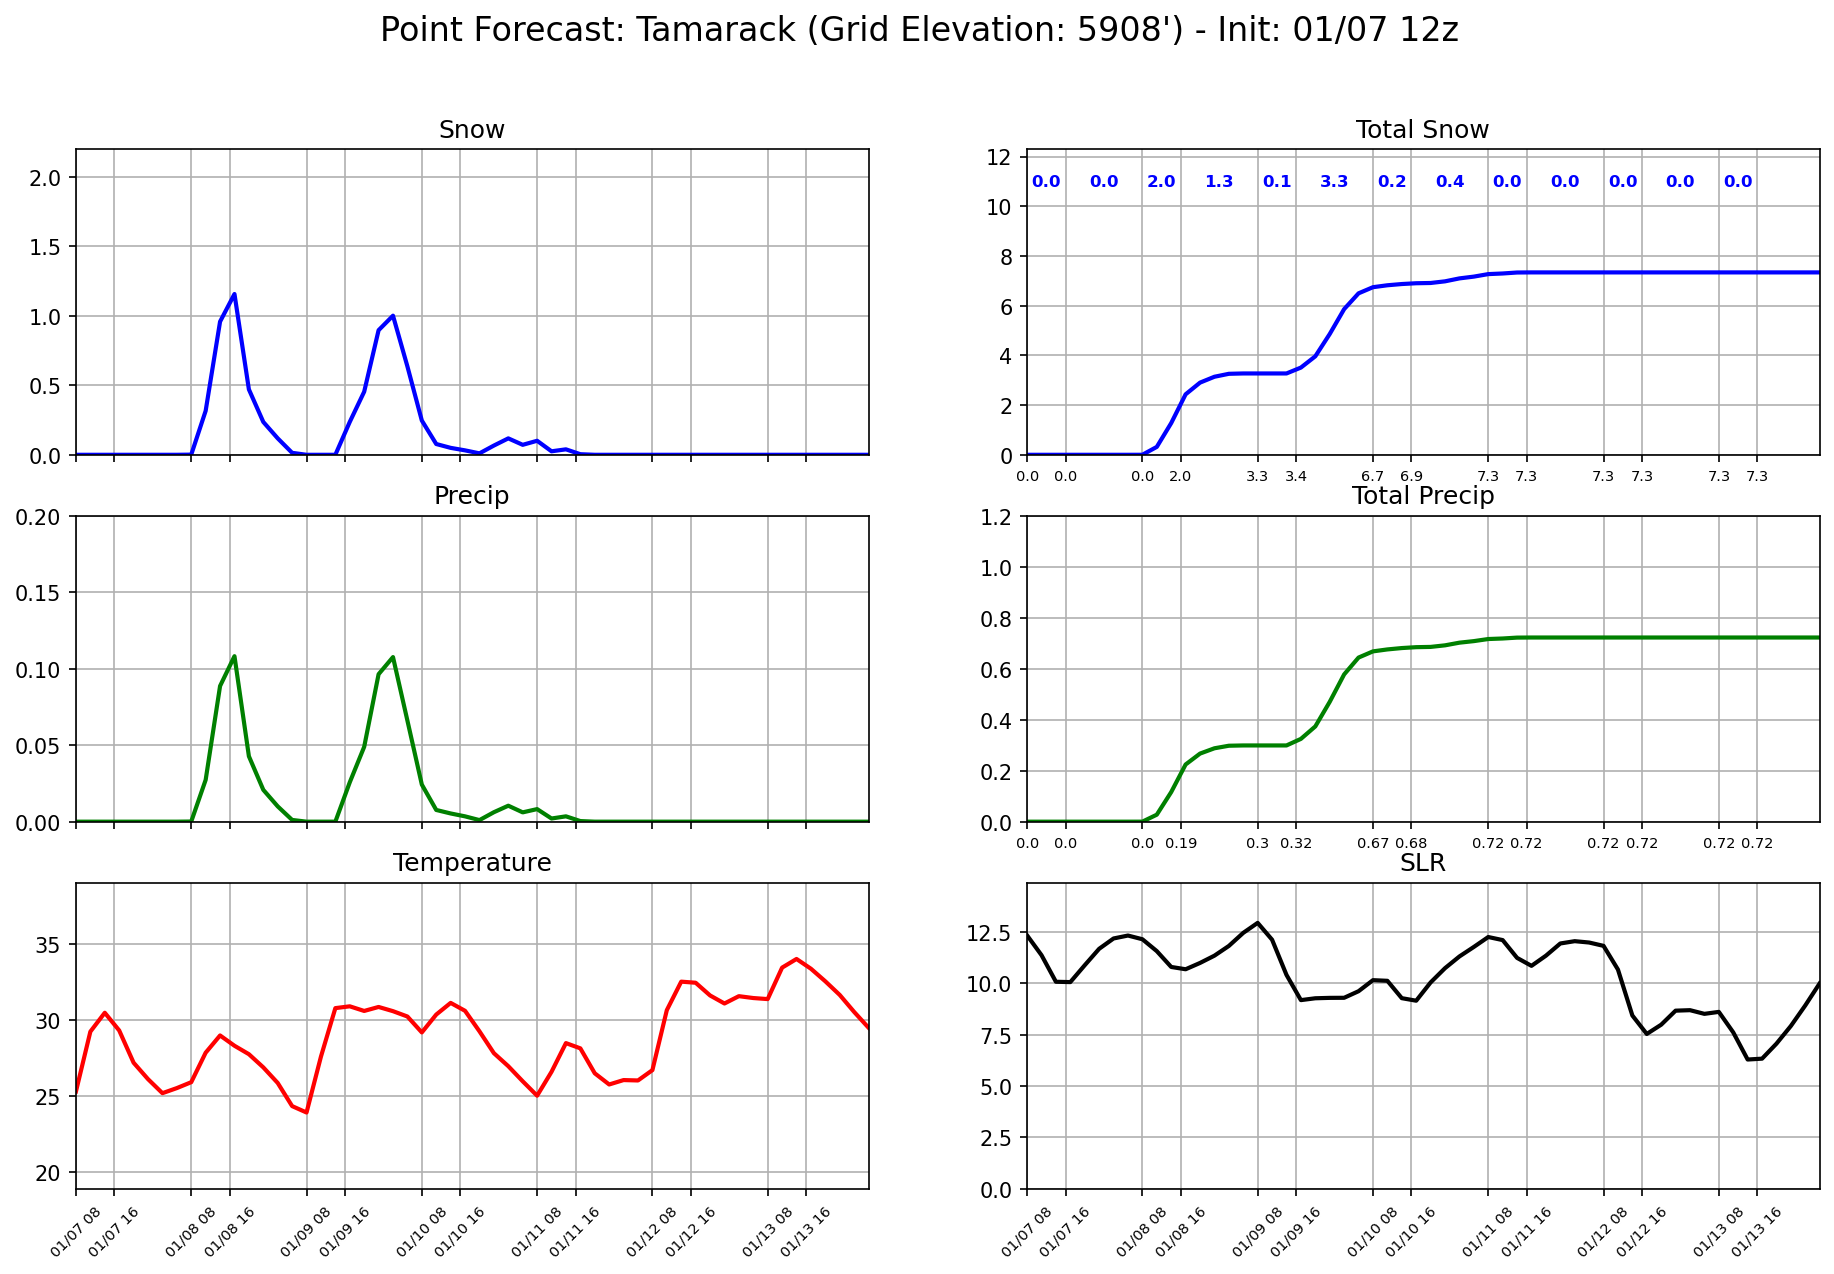 Point Forecast: Tamarack (Grid Elevation: 5908') - Init: 01/07 12z
Snow
2.0
1.5
1.0
0.5
0.0
Total Snow
12
10
8
6
4
2
0
0.0 0.0 2.0 1.3 0.1 3.3 0.2 0.4 0.0 0.0 0.0 0.0 0.0
0.0 0.0 0.0 2.0 3.3 3.4 6.7 6.9 7.3 7.3 7.3 7.3 7.3 7.3
Precip
0.20
0.15
0.10
0.05
0.00
Total Precip
1.2
1.0
0.8
0.6
0.4
0.2
0.0
0.0 0.0 0.0 0.19 0.3 0.32 0.67 0.68 0.72 0.72 0.72 0.72 0.72 0.72
Temperature
35
30
25
20
01/07 08 01/07 16 01/08 08 01/08 16 01/09 08 01/09 16 01/10 08 01/10 16 01/11 08 01/11 16 01/12 08 01/12 16 01/13 08 01/13 16
SLR
12.5
10.0
7.5
5.0
2.5
0.0
01/07 08 01/07 16 01/08 08 01/08 16 01/09 08 01/09 16 01/10 08 01/10 16 01/11 08 01/11 16 01/12 08 01/12 16 01/13 08 01/13 16